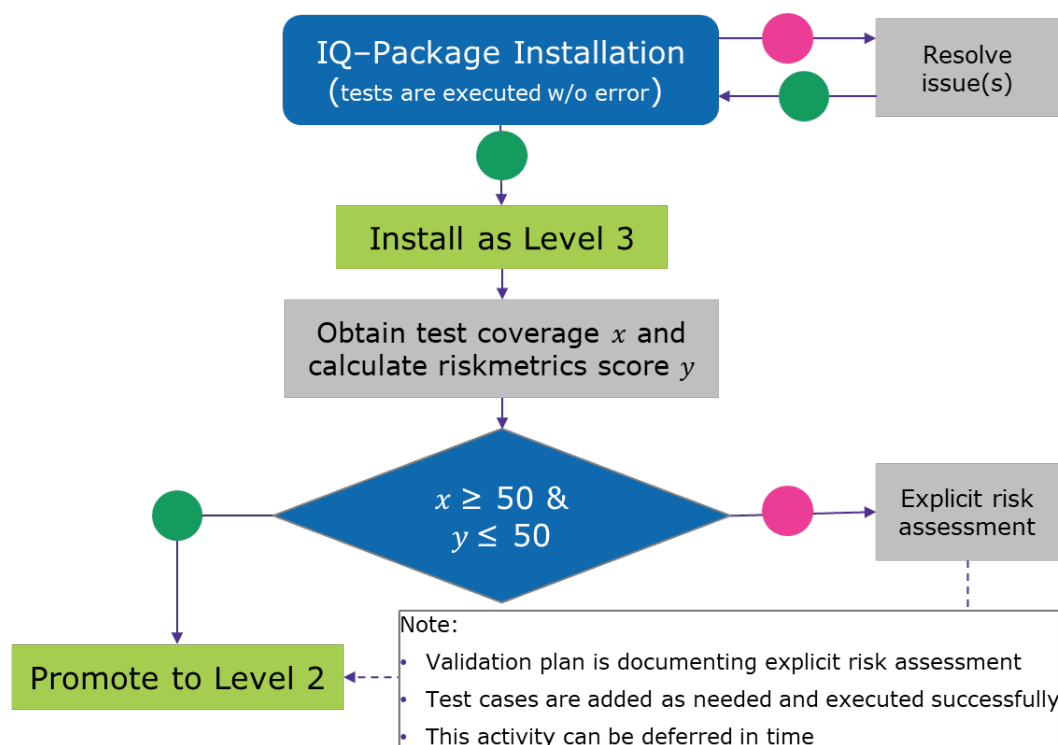 IQ–Package Installation
(tests are executed w/o error)
Resolve
issue(s)
Install as Level 3
Obtain test coverage x and
calculate riskmetrics score y
x ≥ 50 &
y ≤ 50
Explicit risk
assessment
Promote to Level 2
Note:
• Validation plan is documenting explicit risk assessment
• Test cases are added as needed and executed successfully
• This activity can be deferred in time